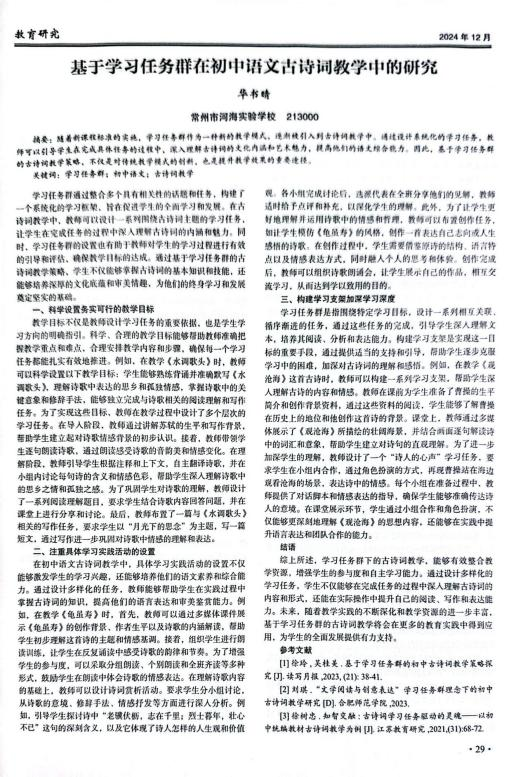 教育研究
2024 年 12 月
基于学习任务群在初中语文古诗词教学中的研究
华书晴
常州市河海实验学校 213000
摘要：随着新课程标准的实施，学习任务群作为一种新的教学模式，逐渐被引入到古诗词教学中。通过设计系统化的学习任务，教
师可以引导学生在完成具体任务的过程中，深入理解古诗词的文化内涵和艺术魅力，提高他们的语文综合能力。因此，基于学习任务群
的古诗词教学策略，不仅是对传统教学模式的创新，也是提升教学效果的重要途径。
关键词：学习任务群；初中语文；古诗词教学
学习任务群通过整合多个具有相关性的话题和任务，构建了
一个系统化的学习框架，旨在促进学生的全面学习和发展。在古
诗词教学中，教师可以设计一系列围绕古诗词主题的学习任务，
让学生在完成任务的过程中深入理解古诗词的内涵和魅力。同
时，学习任务群的设置也有助于教师对学生的学习过程进行有效
的引导和评估，确保教学目标的达成。通过基于学习任务群的古
诗词教学策略，学生不仅能够掌握古诗词的基本知识和技能，还
能够培养深厚的文化底蕴和审美情趣，为他们的终身学习和发展
奠定坚实的基础。
一、科学设置务实可行的教学目标
教学目标不仅是教师设计学习任务的重要依据，也是学生学
习方向的明确指引。科学、合理的教学目标能够帮助教师准确把
握教学重点和难点，合理安排教学内容和步骤，确保每一个学习
任务都能扎实有效地推进。例如，在教学《水调歌头》时，教师
可以科学设置以下教学目标：学生能够熟练背诵并准确默写《水
调歌头》，理解诗歌中表达的思乡和孤独情感，掌握诗歌中的关
键意象和修辞手法，能够独立完成与诗歌相关的阅读理解和写作
任务。为了实现这些目标，教师在教学过程中设计了多个层次的
学习任务。在导入阶段，教师通过讲解苏轼的生平和写作背景，
帮助学生建立起对诗歌情感背景的初步认识。接着，教师带领学
生逐句朗读诗歌，通过朗读感受诗歌的音韵美和情感变化。在理
解阶段，教师引导学生根据注释和上下文，自主翻译诗歌，并在
小组内讨论每句诗的含义和情感色彩，帮助学生深入理解诗歌中
的思乡之情和孤独之感。为了巩固学生对诗歌的理解，教师设计
了一系列阅读理解题目，要求学生结合诗歌内容回答问题，并在
课堂上进行分享和讨论。最后，教师布置了一篇与《水调歌头》
相关的写作任务，要求学生以“月光下的思念”为主题，写一篇
短文，通过写作进一步巩固对诗歌中情感的理解和表达。
二、注重具体学习实践活动的设置
在初中语文古诗词教学中，具体学习实践活动的设置不仅
能够激发学生的学习兴趣，还能够培养他们的语文素养和综合能
力。通过设计多样化的任务，教师能够帮助学生在实践过程中
掌握古诗词的知识，提高他们的语言表达和审美鉴赏能力。例
如，在教学《龟虽寿》时，首先，教师可以通过多媒体课件展
示《龟虽寿》的创作背景、作者生平以及诗歌的内涵解读，帮助
学生初步理解这首诗的主题和情感基调。接着，组织学生进行朗
读训练，让学生在反复诵读中感受诗歌的韵律和节奏。为了增强
学生的参与度，可以采取分组朗读、个别朗读和全班齐读等多种
形式，鼓励学生在朗读中体会诗歌的情感表达。在理解诗歌内容
的基础上，教师可以设计诗词赏析活动。要求学生分小组讨论，
从诗歌的意境、修辞手法、情感抒发等方面进行深入分析。例
如，引导学生探讨诗中“老骥伏枥，志在千里；烈士暮年，壮心
不已”这句的深刻含义，以及它体现了诗人怎样的人生观和价值
观。各小组完成讨论后，选派代表在全班分享他们的见解，教师
适时给予点评和补充，以深化学生的理解。此外，为了让学生更
好地理解并运用诗歌中的情感和哲理，教师可以布置创作任务，
如让学生模仿《龟虽寿》的风格，创作一首表达自己志向或人生
感悟的诗歌。在创作过程中，学生需要借鉴原诗的结构、语言特
点以及情感表达方式，同时融入个人的思考和体验。创作完成
后，教师可以组织诗歌朗诵会，让学生展示自己的作品，相互交
流学习，从而达到学以致用的目的。
三、构建学习支架加深学习深度
学习任务群是指围绕特定学习目标，设计一系列相互关联、
循序渐进的任务，通过这些任务的完成，引导学生深入理解文
本，培养其阅读、分析和表达能力。构建学习支架是实现这一目
标的重要手段，通过提供适当的支持和引导，帮助学生逐步克服
学习中的困难，加深对古诗词的理解和感悟。例如，在教学《观
沧海》这首古诗时，教师可以构建一系列学习支架，帮助学生深
入理解古诗的内容和情感。教师在课前为学生准备了曹操的生平
简介和创作背景资料，通过这些资料的阅读，学生能够了解曹操
在历史上的地位和他创作这首诗的背景。课堂上，教师通过多媒
体展示了《观沧海》所描绘的壮阔海景，并结合画面逐句解读诗
中的词汇和意象，帮助学生建立对诗句的直观理解。为了进一步
加深学生的理解，教师设计了一个“诗人的心声”学习任务，要
求学生在小组内合作，通过角色扮演的方式，再现曹操站在海边
观看沧海的场景，表达诗中的情感。每个小组在准备过程中，教
师提供了对话脚本和情感表达的指导，确保学生能够准确传达诗
人的意境。在课堂展示环节，学生通过小组合作和角色扮演，不
仅能够更深刻地理解《观沧海》的思想内容，还能够在实践中提
升语言表达和团队合作的能力。
结语
综上所述，学习任务群下的古诗词教学，能够有效整合教
学资源，增强学生的参与度和自主学习能力。通过设计多样化的
学习任务，学生不仅能够在完成任务的过程中深入理解古诗词的
内容和形式，还能在实际操作中提升自己的阅读、写作和表达能
力。未来，随着教学实践的不断深化和教学资源的进一步丰富，
基于学习任务群的古诗词教学将会在更多的教育实践中得到应
用，为学生的全面发展提供有力支持。
参考文献
[1] 徐玲，吴桂美．基于学习任务群的初中古诗词教学策略探
究 [J]. 读写月报 ,2023,(21): 38-41.
[2] 刘琪．“文学阅读与创意表达”学习任务群理念下的初中
古诗词教学研究 [D]. 合肥师范学院 ,2023.
[3] 徐树忠．知有交融：古诗词学习任务驱动的灵魂——以初
中统编教材古诗词教学为例 [J]. 江苏教育研究 ,2021,(31):68-72.
· 29 ·